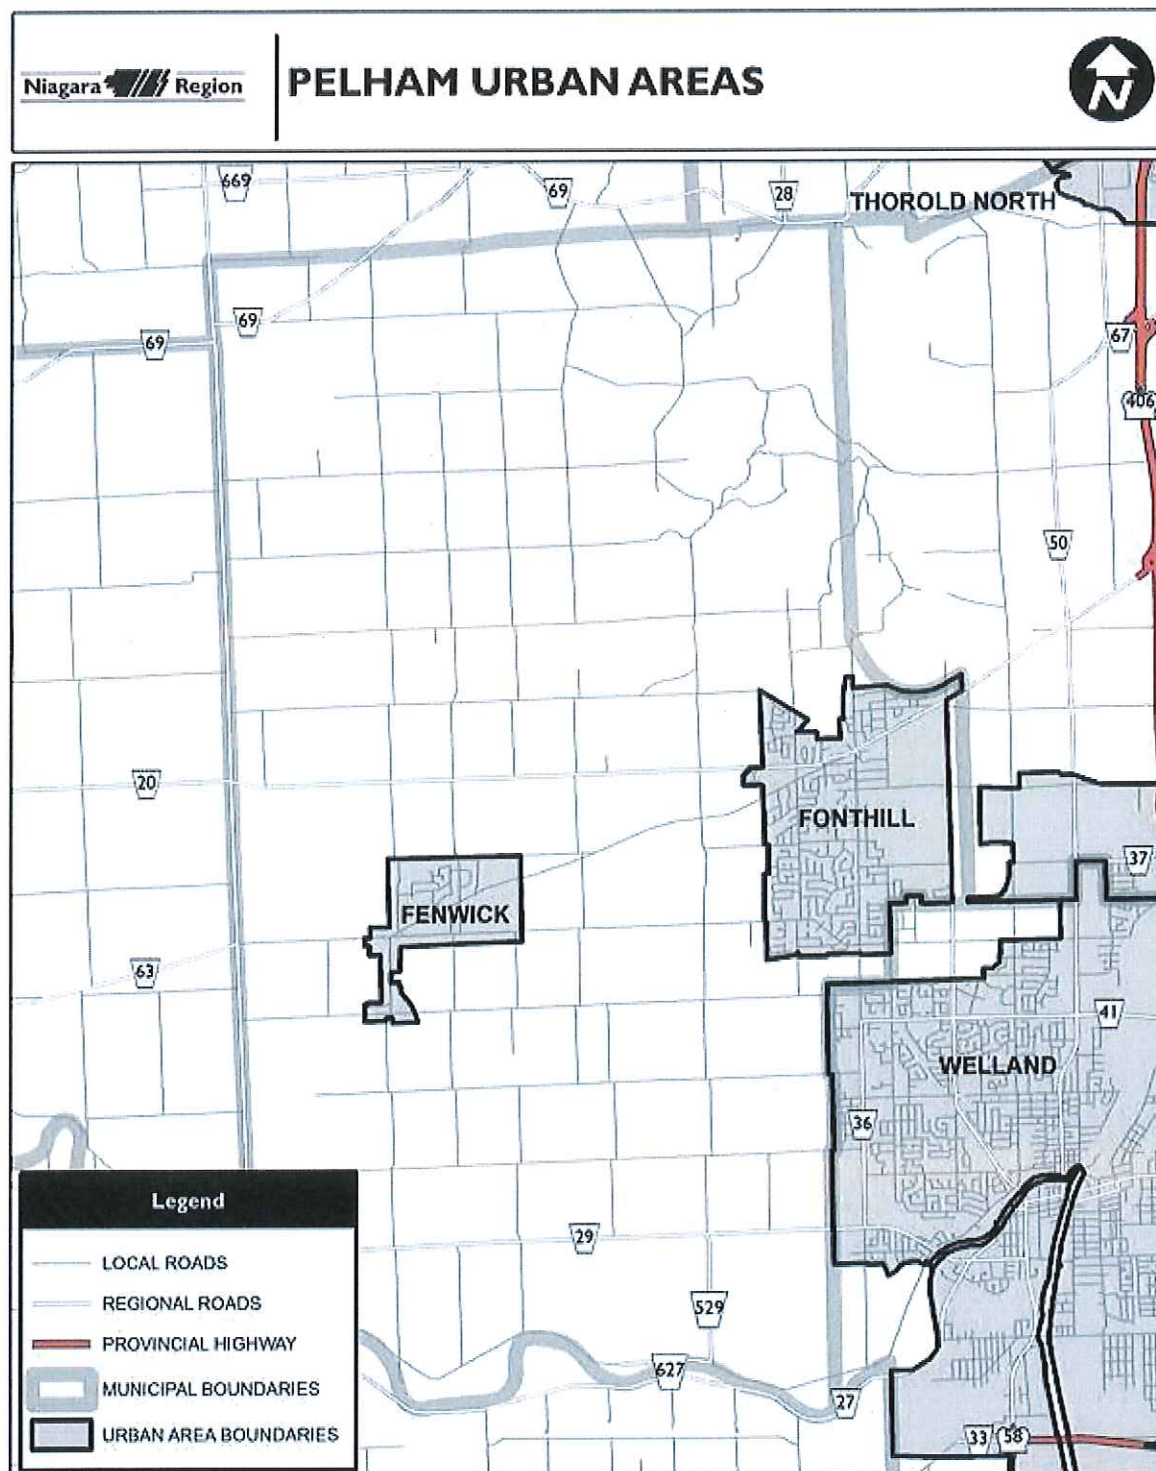 Niagara Region
PELHAM URBAN AREAS
N
669
69
28
THOROLD NORTH
69
69
67
406
50
20
FONTHILL
37
FENWICK
63
41
WELLAND
36
Legend
LOCAL ROADS
REGIONAL ROADS
PROVINCIAL HIGHWAY
MUNICIPAL BOUNDARIES
URBAN AREA BOUNDARIES
29
529
627
27
33
58